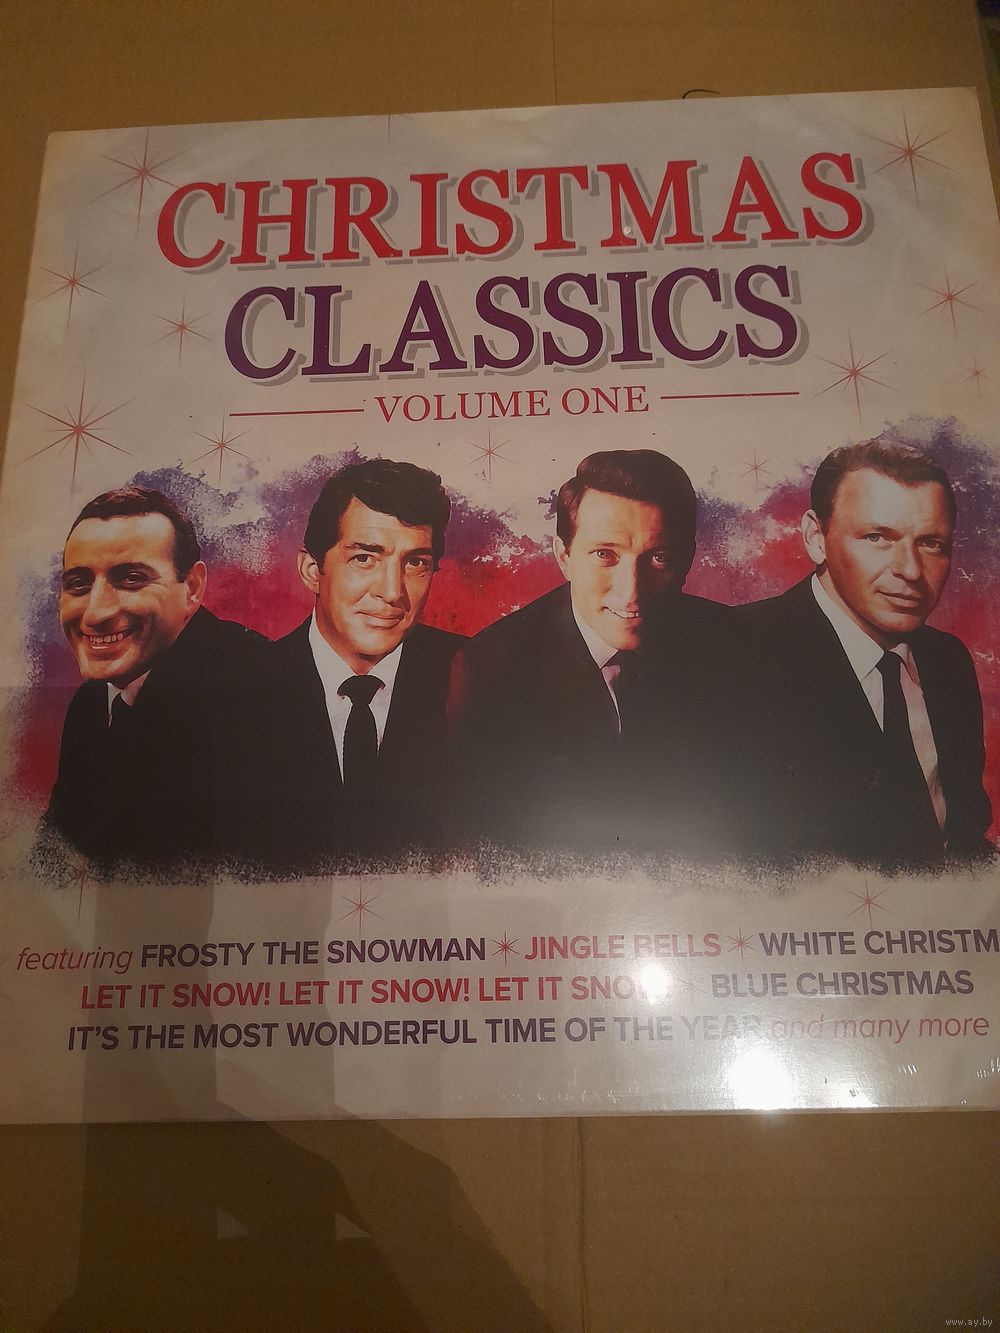 CHRISTMAS
CLASSICS
VOLUME ONE
featuring FROSTY THE SNOWMAN * JINGLE BELLS * WHITE CHRISTM
LET IT SNOW! LET IT SNOW! LET IT SNO * BLUE CHRISTMAS
IT'S THE MOST WONDERFUL TIME OF THE YEAR and many more
www.ay.by